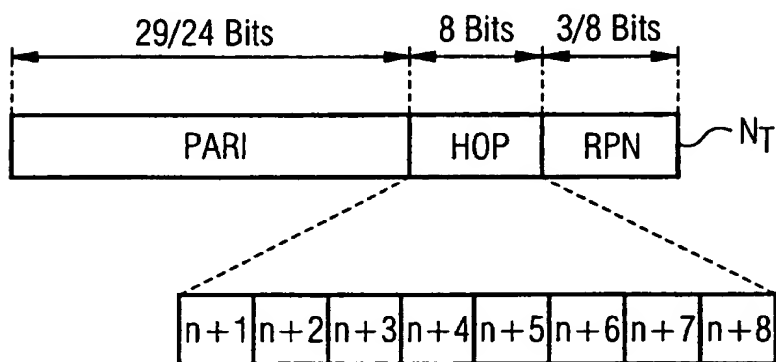 29/24 Bits 8 Bits 3/8 Bits
PARI HOP RPN N_T
n+1 n+2 n+3 n+4 n+5 n+6 n+7 n+8